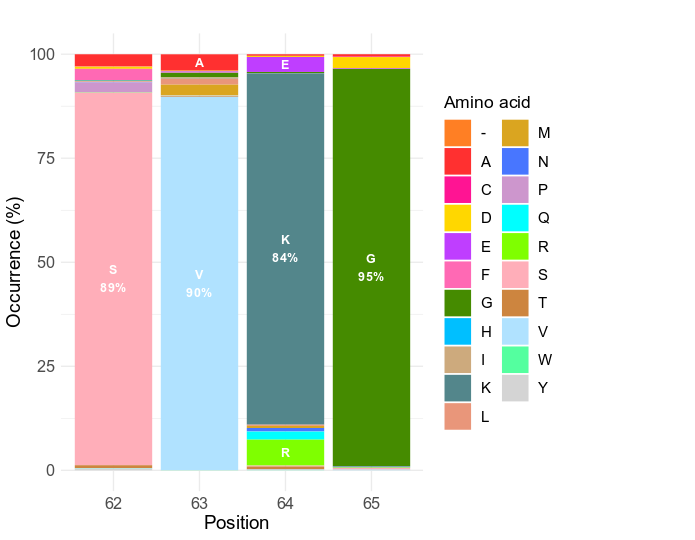 100
75
50
25
0
Occurrence (%)
S
89%
A
V
90%
E
K
84%
R
G
95%
62 63 64 65
Position
Amino acid
- M
A N
C P
D Q
E R
F S
G T
H V
I W
K Y
L